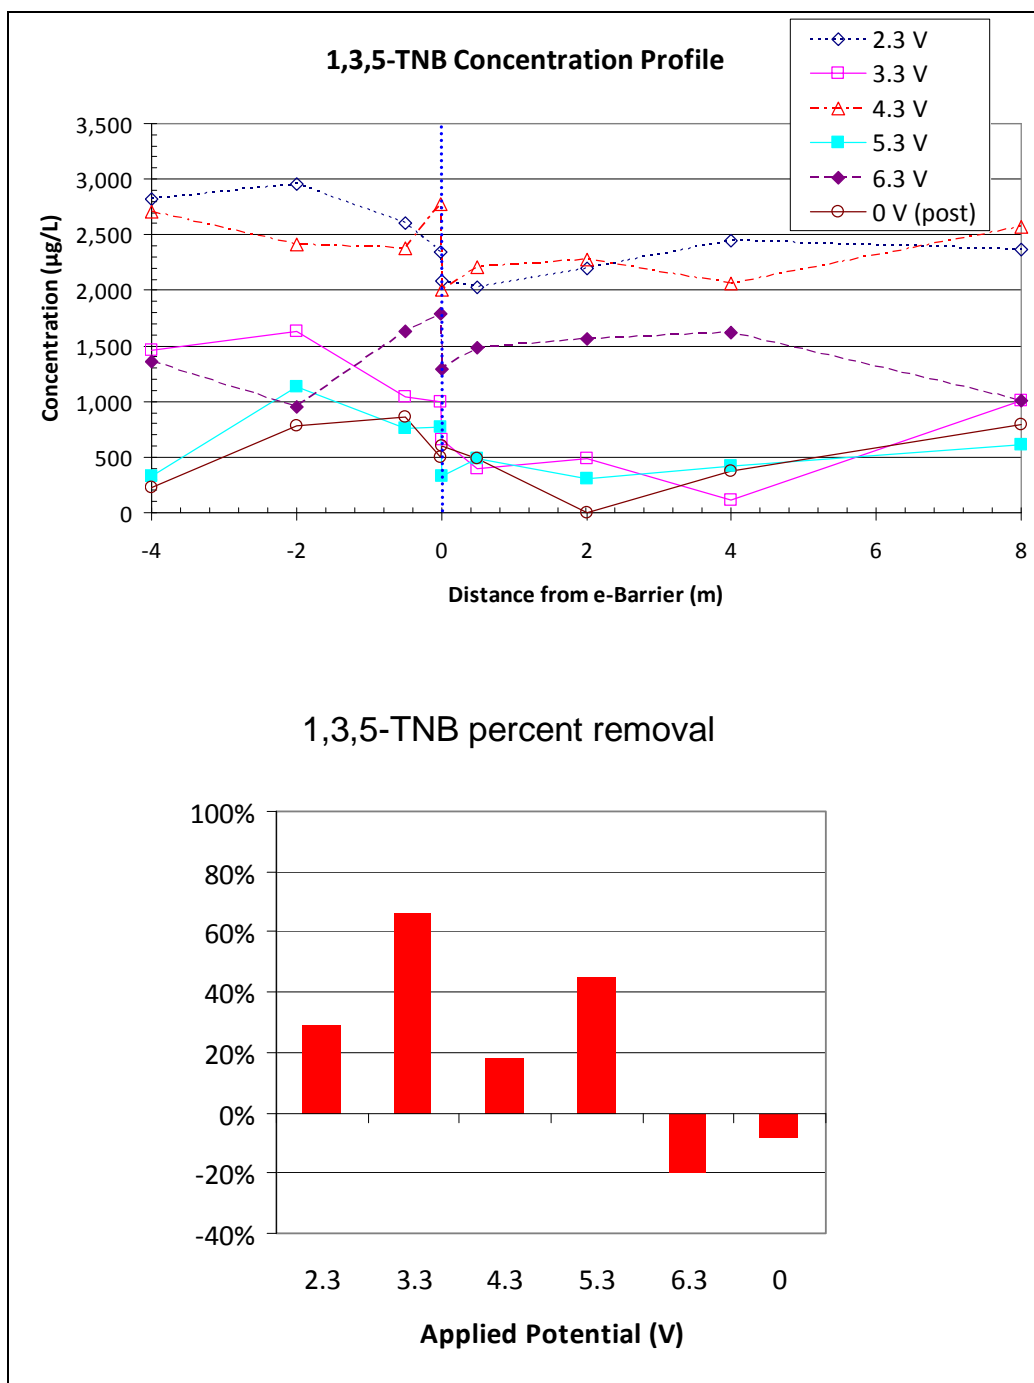 1,3,5-TNB Concentration Profile
2.3 V
3.3 V
4.3 V
5.3 V
6.3 V
0 V (post)
3,500
3,000
2,500
2,000
1,500
1,000
500
0
Concentration (µg/L)
-4 -2 0 2 4 6 8
Distance from e-Barrier (m)
1,3,5-TNB percent removal
100%
80%
60%
40%
20%
0%
-20%
-40%
2.3 3.3 4.3 5.3 6.3 0
Applied Potential (V)